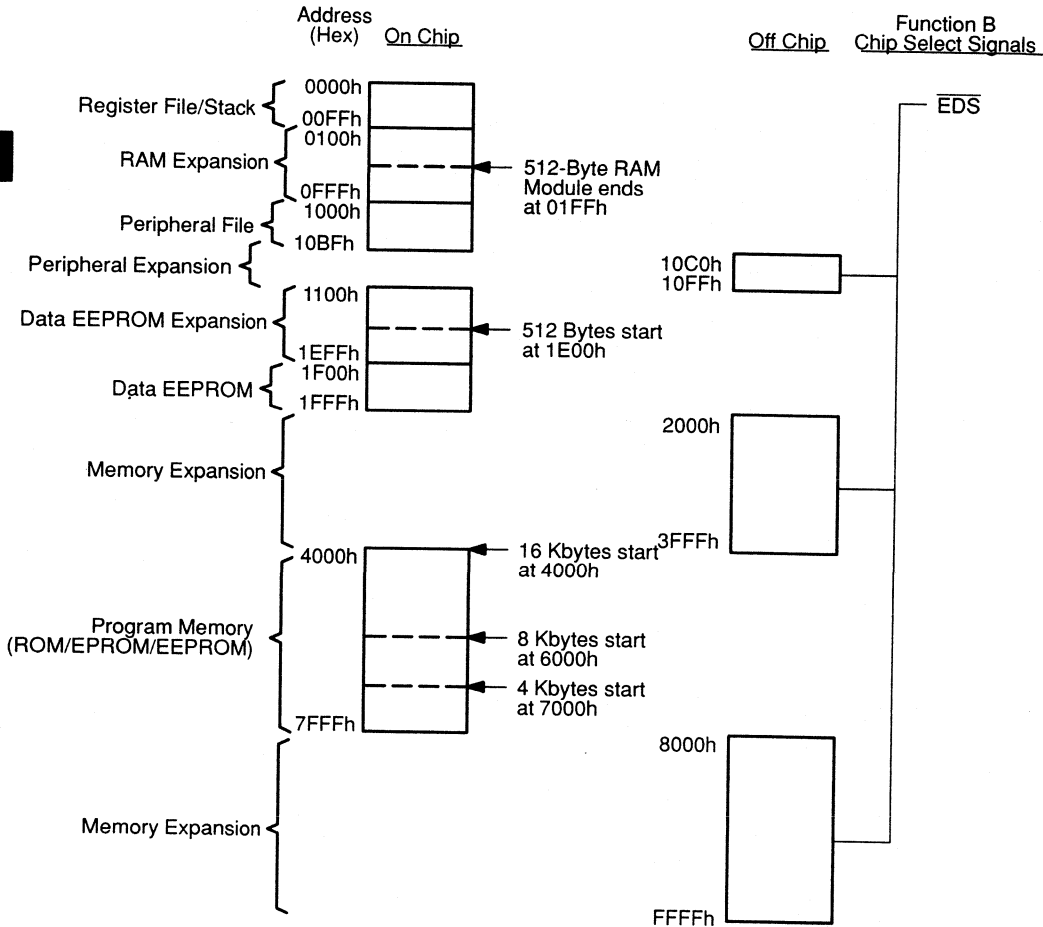 Address
(Hex)
On Chip
Off Chip
Function B
Chip Select Signals
0000h
Register File/Stack
00FFh
EDS
0100h
RAM Expansion
512-Byte RAM
Module ends
at 01FFh
0FFFh
1000h
Peripheral File
10BFh
Peripheral Expansion
10C0h
10FFh
1100h
Data EEPROM Expansion
512 Bytes start
at 1E00h
1EFFh
1F00h
Data EEPROM
1FFFh
2000h
Memory Expansion
3FFFh
4000h
16 Kbytes start
at 4000h
Program Memory
(ROM/EPROM/EEPROM)
8 Kbytes start
at 6000h
4 Kbytes start
at 7000h
7FFFh
8000h
Memory Expansion
FFFFh